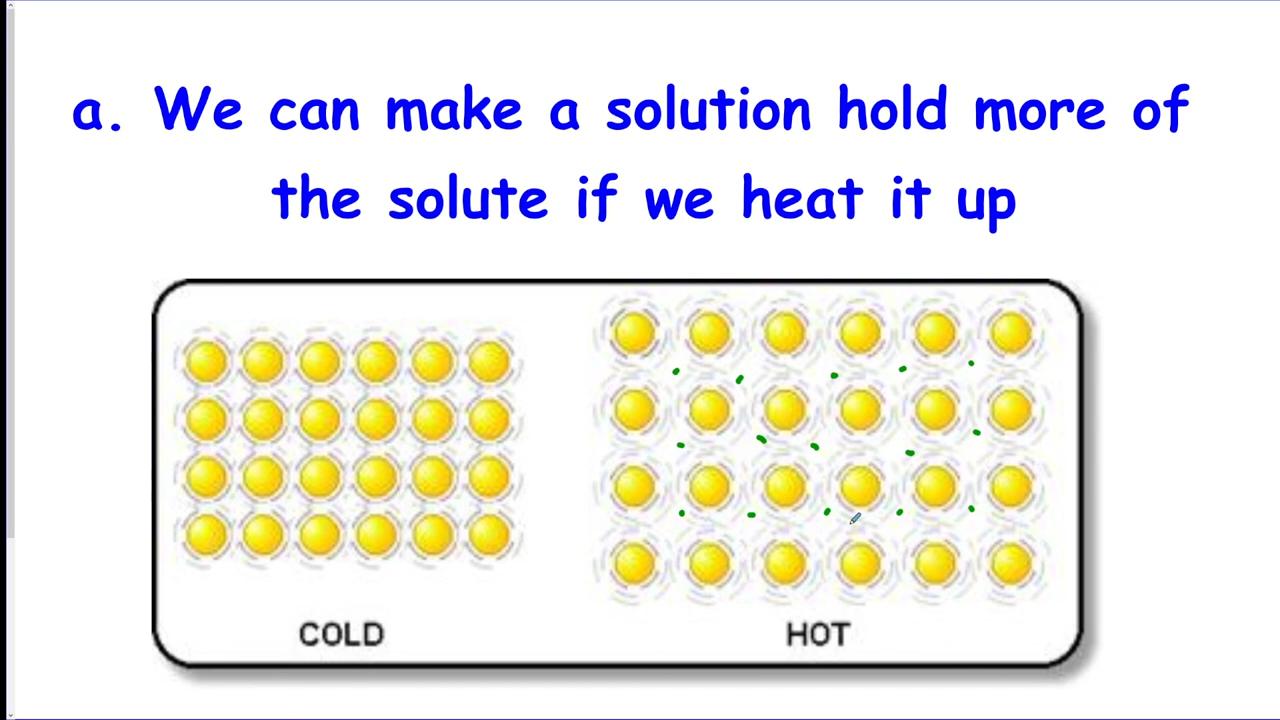 a. We can make a solution hold more of
the solute if we heat it up
COLD
HOT